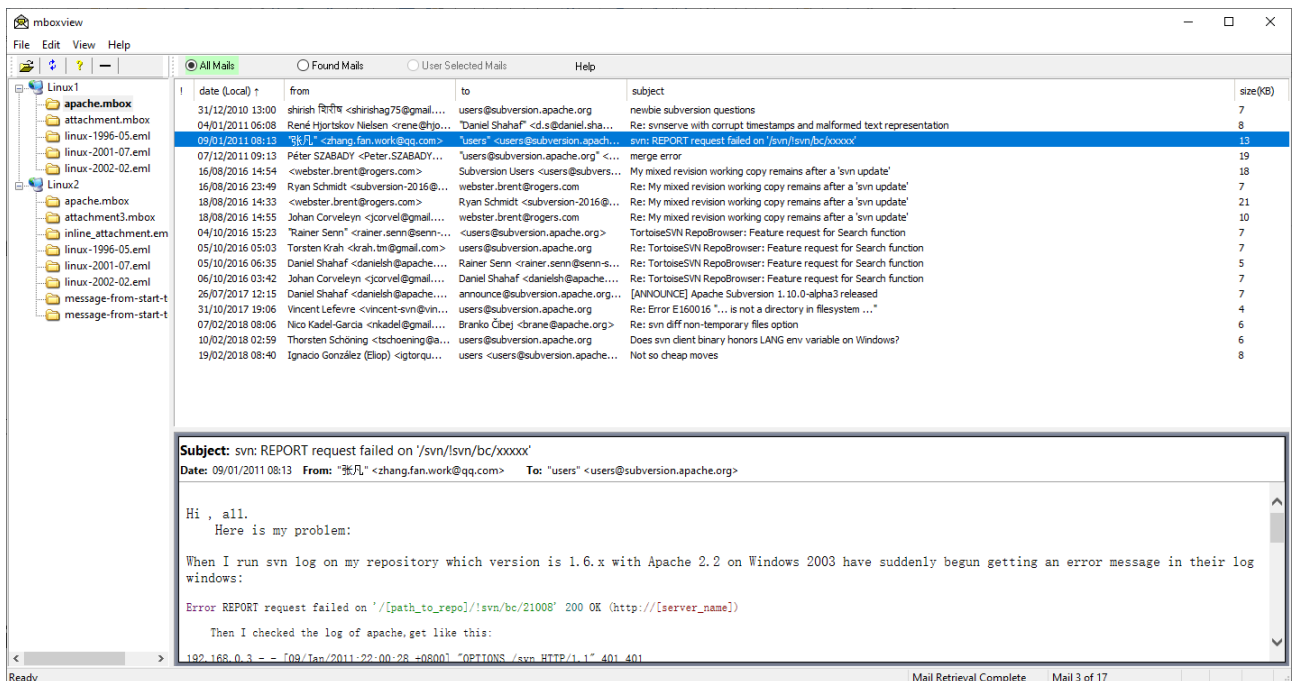 mboxview
File Edit View Help
All Mails Found Mails User Selected Mails Help
Linux1
apache.mbox
attachment.mbox
linux-1996-05.eml
linux-2001-07.eml
linux-2002-02.eml
Linux2
apache.mbox
attachment3.mbox
inline_attachment.em
linux-1996-05.eml
linux-2001-07.eml
linux-2002-02.eml
message-from-start-t
message-from-start-t
! date (Local) ↑ from to subject size(KB)
31/12/2010 13:00 shirish शिरीष <shirishag75@gmail.... users@subversion.apache.org newbie subversion questions 7
04/01/2011 06:08 René Hjortskov Nielsen <rene@hjo... "Daniel Shahaf" <d.s@daniel.sha... Re: svnserve with corrupt timestamps and malformed text representation 8
09/01/2011 08:13 "张凡" <zhang.fan.work@qq.com> "users" <users@subversion.apach... svn: REPORT request failed on '/svn/!svn/bc/xxxxx' 13
07/12/2011 09:13 Péter SZABADY <Peter.SZABADY... "users@subversion.apache.org" <... merge error 19
16/08/2016 14:54 <webster.brent@rogers.com> Subversion Users <users@subvers... My mixed revision working copy remains after a 'svn update' 18
16/08/2016 23:49 Ryan Schmidt <subversion-2016@... webster.brent@rogers.com Re: My mixed revision working copy remains after a 'svn update' 7
18/08/2016 14:33 <webster.brent@rogers.com> Ryan Schmidt <subversion-2016@... Re: My mixed revision working copy remains after a 'svn update' 21
18/08/2016 14:55 Johan Corveleyn <jcorvel@gmail.... webster.brent@rogers.com Re: My mixed revision working copy remains after a 'svn update' 10
04/10/2016 15:23 "Rainer Senn" <rainer.senn@senn-... <users@subversion.apache.org> TortoiseSVN RepoBrowser: Feature request for Search function 7
05/10/2016 05:03 Torsten Krah <krah.tm@gmail.com> users@subversion.apache.org Re: TortoiseSVN RepoBrowser: Feature request for Search function 7
05/10/2016 06:35 Daniel Shahaf <danielsh@apache.... Rainer Senn <rainer.senn@senn-s... Re: TortoiseSVN RepoBrowser: Feature request for Search function 5
06/10/2016 03:42 Johan Corveleyn <jcorvel@gmail.... Daniel Shahaf <danielsh@apache.... Re: TortoiseSVN RepoBrowser: Feature request for Search function 7
26/07/2017 12:15 Daniel Shahaf <danielsh@apache.... announce@subversion.apache.org... [ANNOUNCE] Apache Subversion 1.10.0-alpha3 released 7
31/10/2017 19:06 Vincent Lefevre <vincent-svn@vin... users@subversion.apache.org Re: Error E160016 "... is not a directory in filesystem ..." 4
07/02/2018 08:06 Nico Kadel-Garcia <nkadel@gmail.... Branko Čibej <brane@apache.org> Re: svn diff non-temporary files option 6
10/02/2018 02:59 Thorsten Schöning <tschoening@a... users@subversion.apache.org Does svn client binary honors LANG env variable on Windows? 6
19/02/2018 08:40 Ignacio González (Eliop) <igtorqu... users <users@subversion.apache... Not so cheap moves 8
Subject: svn: REPORT request failed on '/svn/!svn/bc/xxxxx'
Date: 09/01/2011 08:13 From: "张凡" <zhang.fan.work@qq.com> To: "users" <users@subversion.apache.org>
Hi , all.
Here is my problem:
When I run svn log on my repository which version is 1.6.x with Apache 2.2 on Windows 2003 have suddenly begun getting an error message in their log
windows:
Error REPORT request failed on '/[path_to_repo]/!svn/bc/21008' 200 OK (http://[server_name])
Then I checked the log of apache,get like this:
192.168.0.3 - - [09/Jan/2011:22:00:28 +0800] "OPTIONS /svn HTTP/1.1" 401 401
Ready Mail Retrieval Complete Mail 3 of 17